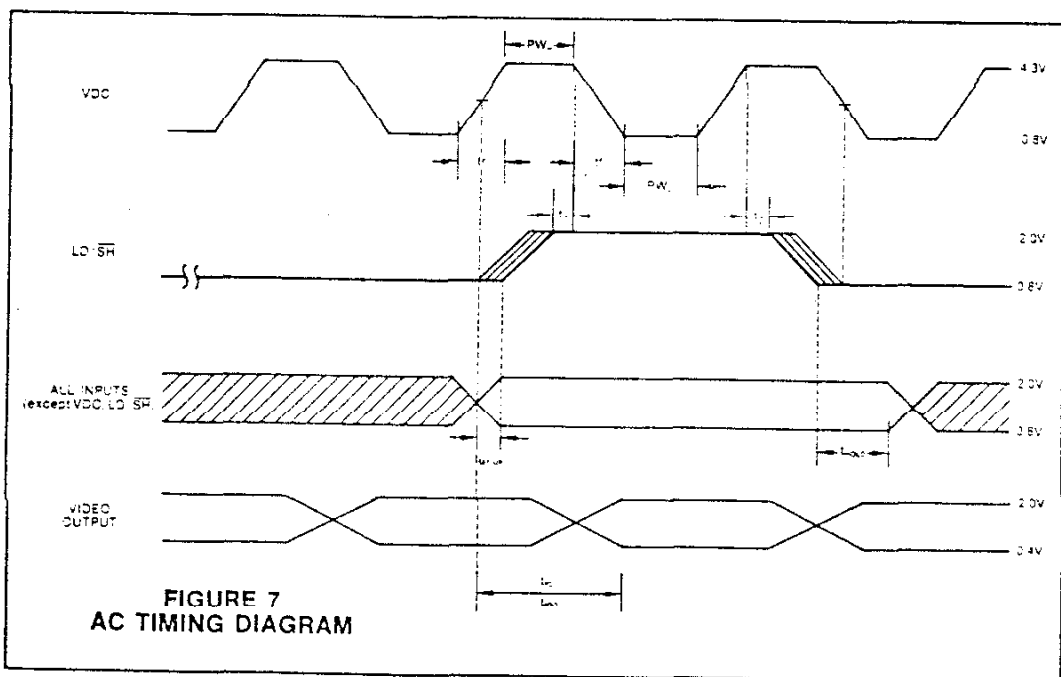 PW
VDC
4.3V
0.8V
PW
LD/SH
2.0V
0.8V
ALL INPUTS
(except VDC, LD/SH)
2.0V
0.8V
VIDEO
OUTPUT
2.0V
0.4V
FIGURE 7
AC TIMING DIAGRAM